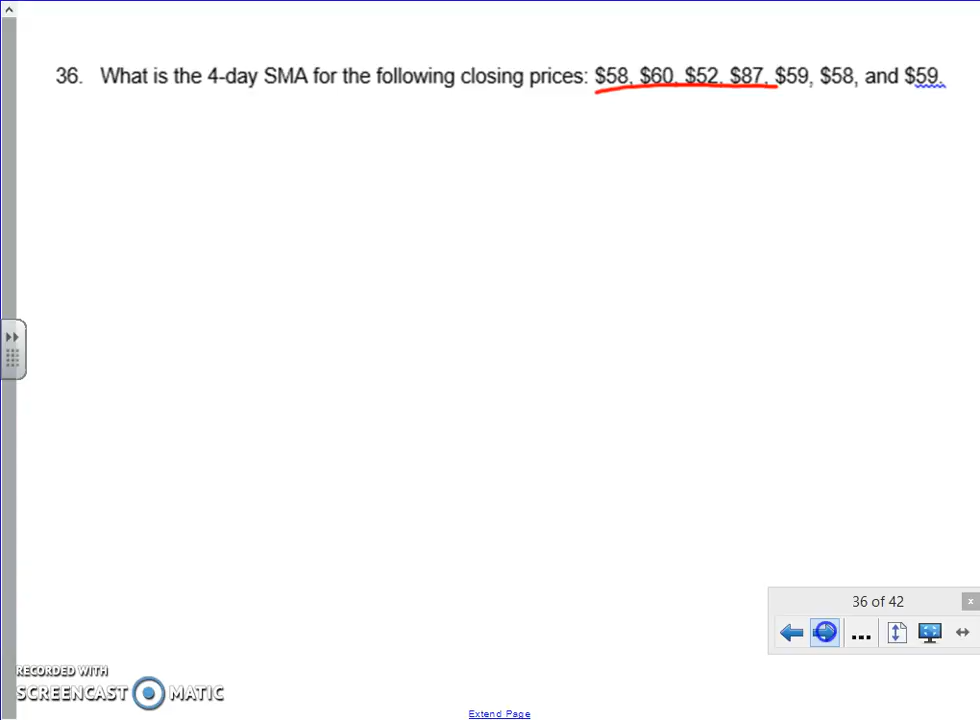 36. What is the 4-day SMA for the following closing prices: $58, $60, $52, $87, $59, $58, and $59.
36 of 42
x
...
RECORDED WITH
SCREENCAST MATIC
Extend Page